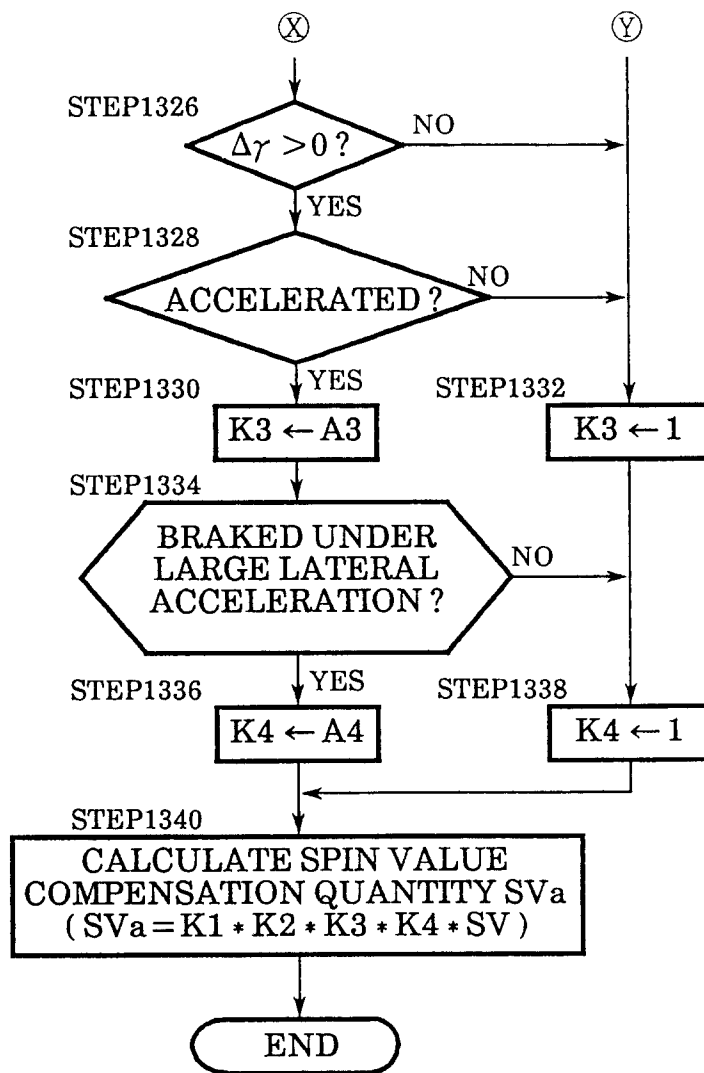 Ⓧ Ⓨ
STEP1326
Δγ >0 ?
NO
YES
STEP1328
ACCELERATED ?
NO
YES
STEP1330
K3 ← A3
STEP1332
K3 ← 1
STEP1334
BRAKED UNDER
LARGE LATERAL
ACCELERATION ?
NO
YES
STEP1336
K4 ← A4
STEP1338
K4 ← 1
STEP1340
CALCULATE SPIN VALUE
COMPENSATION QUANTITY SVa
( SVa = K1 * K2 * K3 * K4 * SV )
END